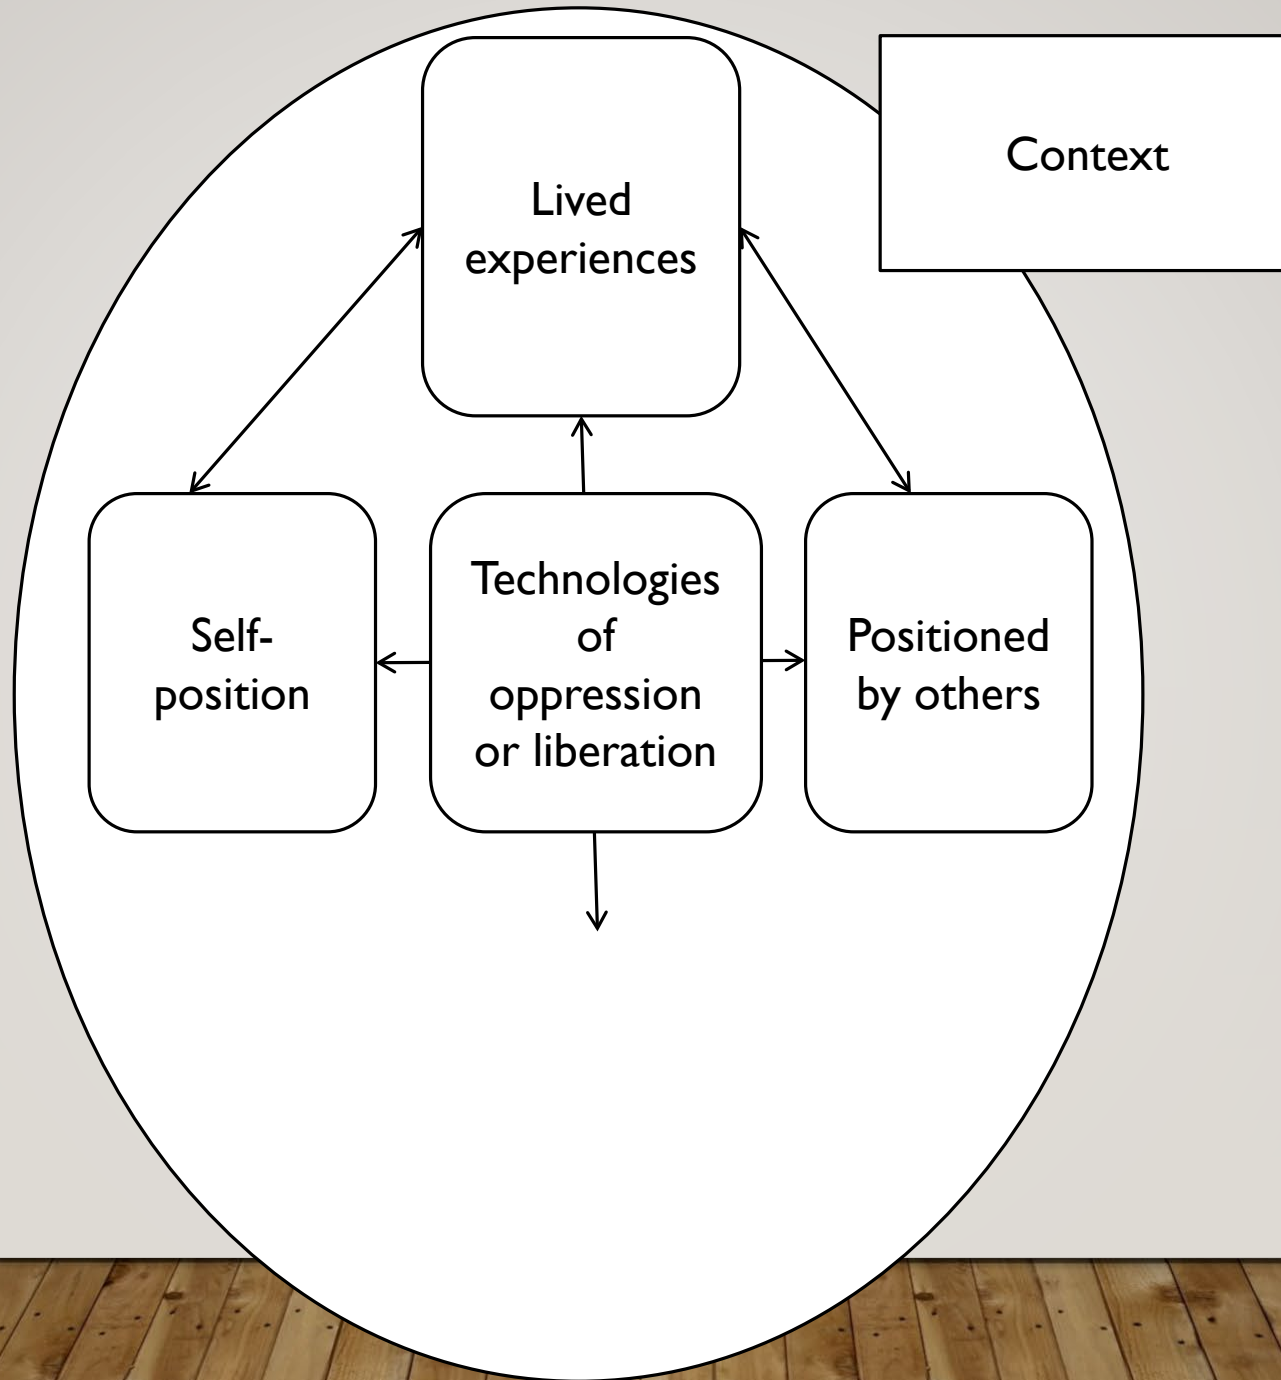 Lived
experiences
Context
Self-
position
Technologies
of
oppression
or liberation
Positioned
by others